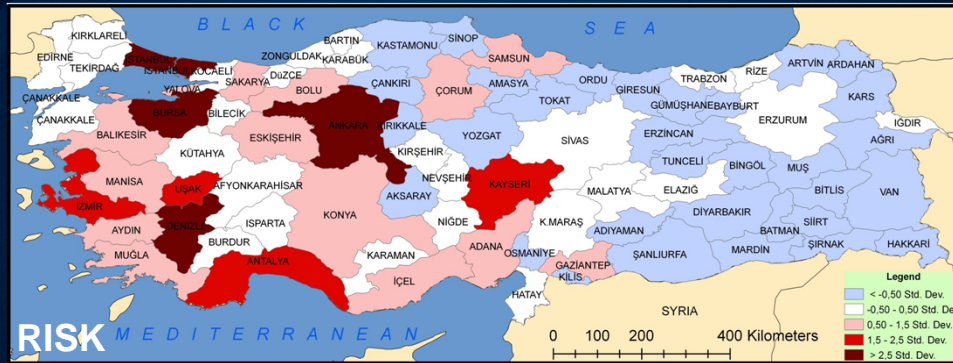 BLACK SEA
KIRKLARELİ
EDİRNE
TEKİRDAĞ
İSTANBUL
İSTANBUL
KOCAELİ
YALOVA
SAKARYA
DÜZCE
BOLU
ZONGULDAK
BARTIN
KARABÜK
KASTAMONU
SİNOP
SAMSUN
ÇANKIRI
ÇORUM
AMASYA
ORDU
TOKAT
GİRESUN
TRABZON
RİZE
ARTVİN
ARDAHAN
GÜMÜŞHANE
BAYBURT
KARS
ÇANAKKALE
ÇANAKKALE
BURSA
BİLECİK
BALIKESİR
ESKİŞEHİR
ANKARA
KIRIKKALE
YOZGAT
SİVAS
ERZİNCAN
ERZURUM
IĞDIR
AĞRI
KÜTAHYA
KIRŞEHİR
NEVŞEHİR
KAYSERİ
TUNCELİ
BİNGÖL
MUŞ
MANİSA
UŞAK
AFYONKARAHİSAR
AKSARAY
MALATYA
ELAZIĞ
BİTLİS
VAN
İZMİR
KONYA
NİĞDE
K.MARAŞ
DİYARBAKIR
SİİRT
BATMAN
AYDIN
DENİZLİ
ISPARTA
BURDUR
ADIYAMAN
MARDİN
ŞIRNAK
HAKKARİ
MUĞLA
ANTALYA
KARAMAN
ADANA
OSMANİYE
GAZİANTEP
ŞANLIURFA
KİLİS
İÇEL
HATAY
SYRIA
MEDITERRANEAN
RISK
0 100 200 400 Kilometers
Legend
< -0,50 Std. Dev.
-0,50 - 0,50 Std. De
0,50 - 1,5 Std. Dev.
1,5 - 2,5 Std. Dev.
> 2,5 Std. Dev.